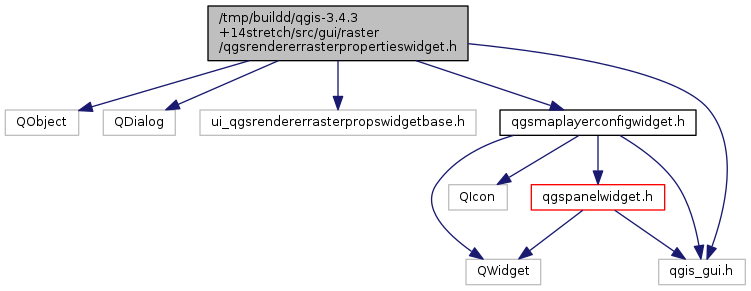 /tmp/buildd/qgis-3.4.3
+14stretch/src/gui/raster
/qgsrendererrasterpropertieswidget.h
QObject
QDialog
ui_qgsrendererrasterpropswidgetbase.h
qgsmaplayerconfigwidget.h
QIcon
qgspanelwidget.h
QWidget
qgis_gui.h